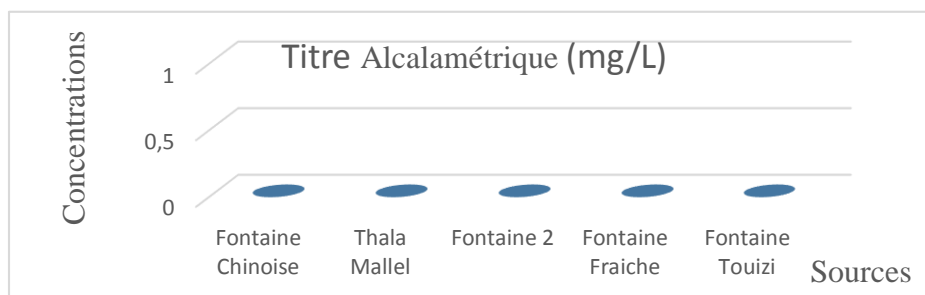 Titre Alcalamétrique (mg/L)
Concentrations
1
0,5
0
Fontaine Chinoise
Thala Mallel
Fontaine 2
Fontaine Fraiche
Fontaine Touizi
Sources